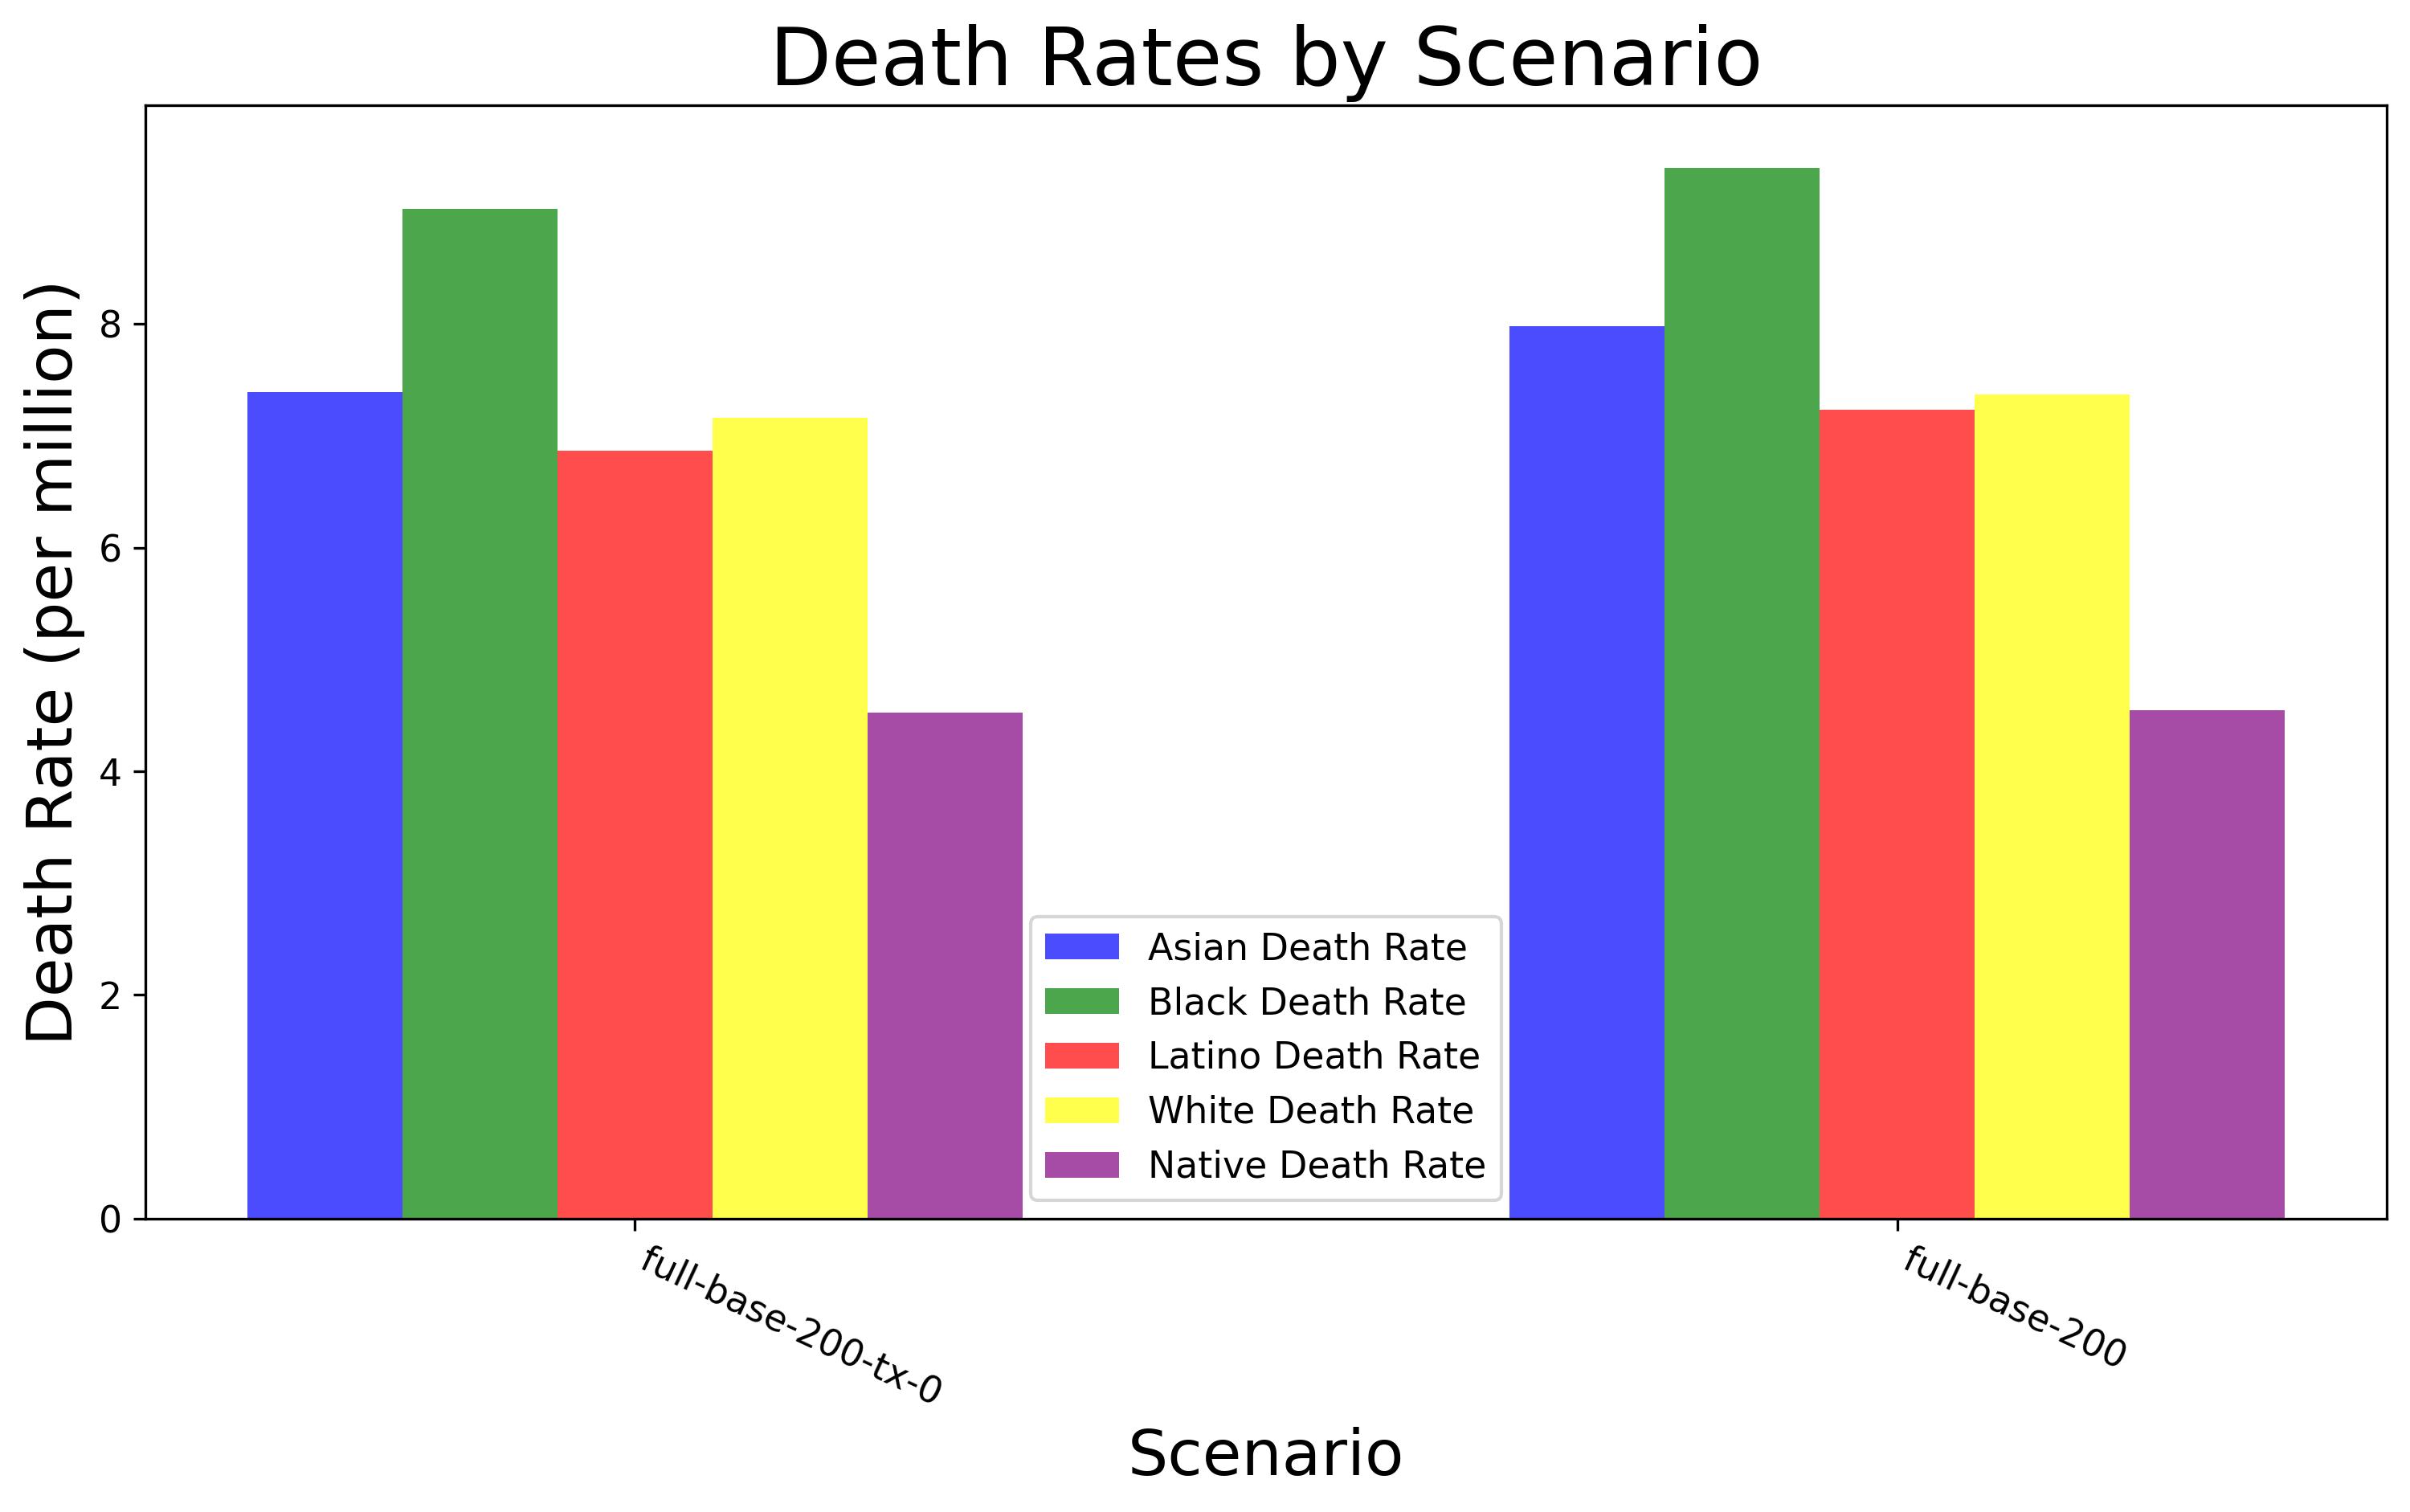 Death Rates by Scenario
Death Rate (per million)
8
6
4
2
0
Asian Death Rate
Black Death Rate
Latino Death Rate
White Death Rate
Native Death Rate
full-base-200-tx-0
full-base-200
Scenario